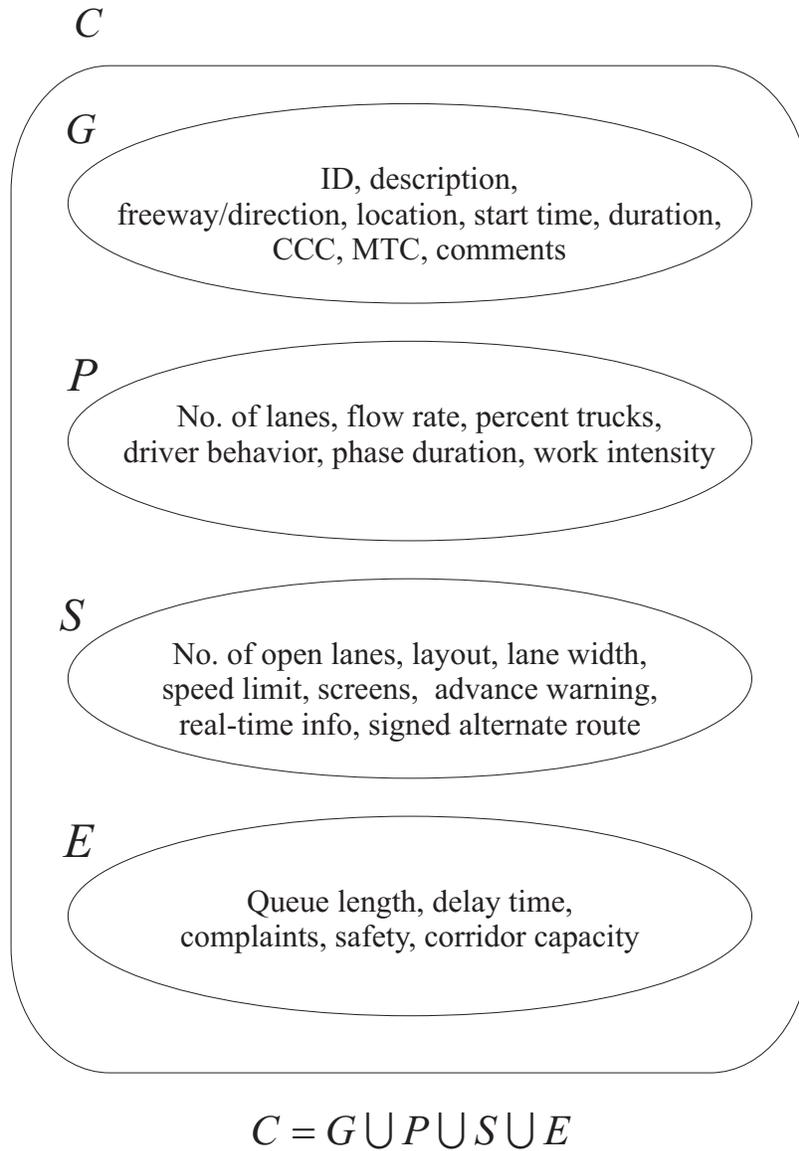 C
G
ID, description,
freeway/direction, location, start time, duration,
CCC, MTC, comments
P
No. of lanes, flow rate, percent trucks,
driver behavior, phase duration, work intensity
S
No. of open lanes, layout, lane width,
speed limit, screens, advance warning,
real-time info, signed alternate route
E
Queue length, delay time,
complaints, safety, corridor capacity
C = G ⋃ P ⋃ S ⋃ E